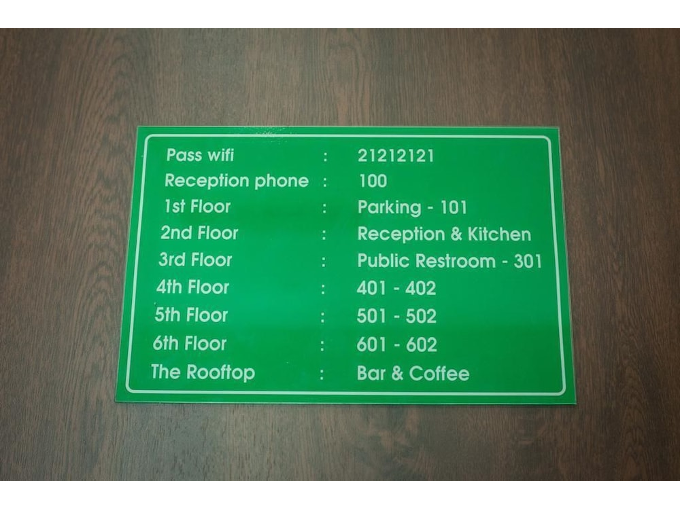 Pass wifi : 21212121
Reception phone : 100
1st Floor : Parking - 101
2nd Floor : Reception & Kitchen
3rd Floor : Public Restroom - 301
4th Floor : 401 - 402
5th Floor : 501 - 502
6th Floor : 601 - 602
The Rooftop : Bar & Coffee